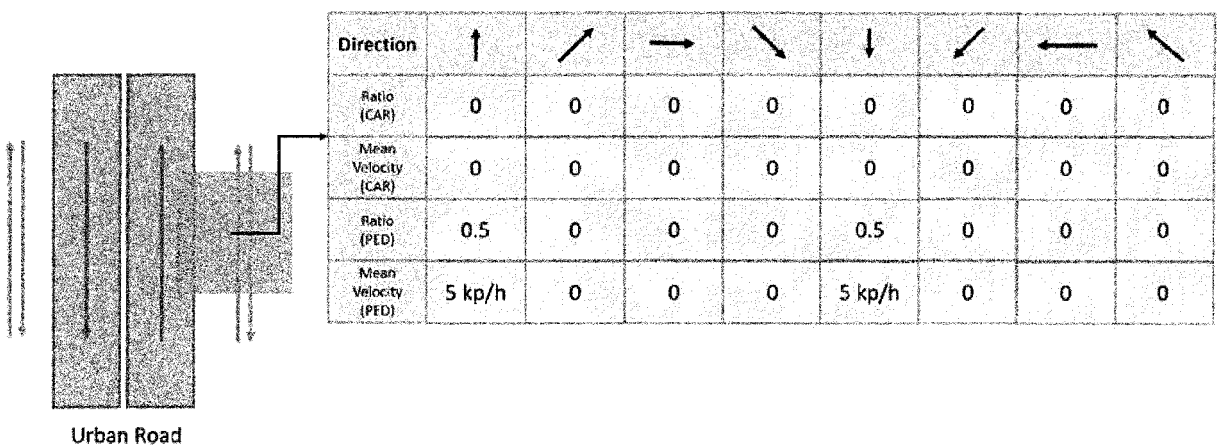 Direction
Ratio
(CAR)
0 0 0 0 0 0 0 0
Mean
Velocity
(CAR)
0 0 0 0 0 0 0 0
Ratio
(PED)
0.5 0 0 0 0.5 0 0 0
Mean
Velocity
(PED)
5 kp/h 0 0 0 5 kp/h 0 0 0
Urban Road